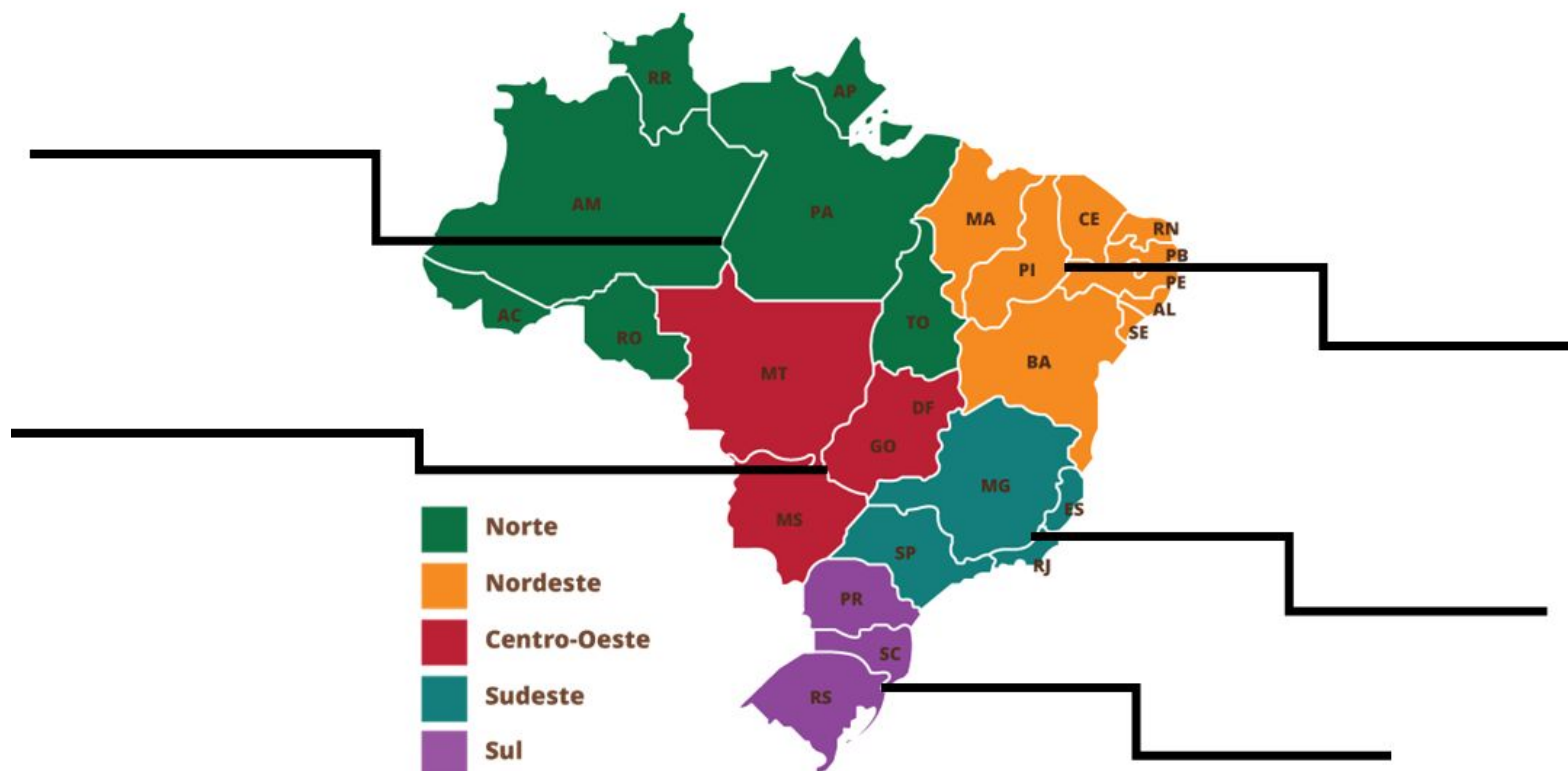 RR
AP
AM
PA
MA
CE
RN
PB
PI
PE
AL
AC
TO
SE
RO
BA
MT
DF
GO
MG
ES
MS
Norte
SP
RJ
Nordeste
PR
Centro-Oeste
SC
Sudeste
RS
Sul